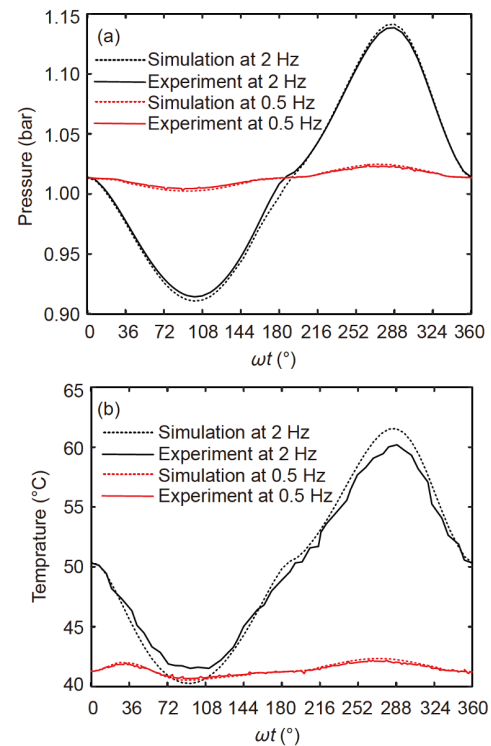 (a)
Simulation at 2 Hz
Experiment at 2 Hz
Simulation at 0.5 Hz
Experiment at 0.5 Hz
Pressure (bar)
1.15
1.10
1.05
1.00
0.95
0.90
0 36 72 108 144 180 216 252 288 324 360
ωt (°)
(b)
Simulation at 2 Hz
Experiment at 2 Hz
Simulation at 0.5 Hz
Experiment at 0.5 Hz
Temprature (°C)
65
60
55
50
45
40
0 36 72 108 144 180 216 252 288 324 360
ωt (°)